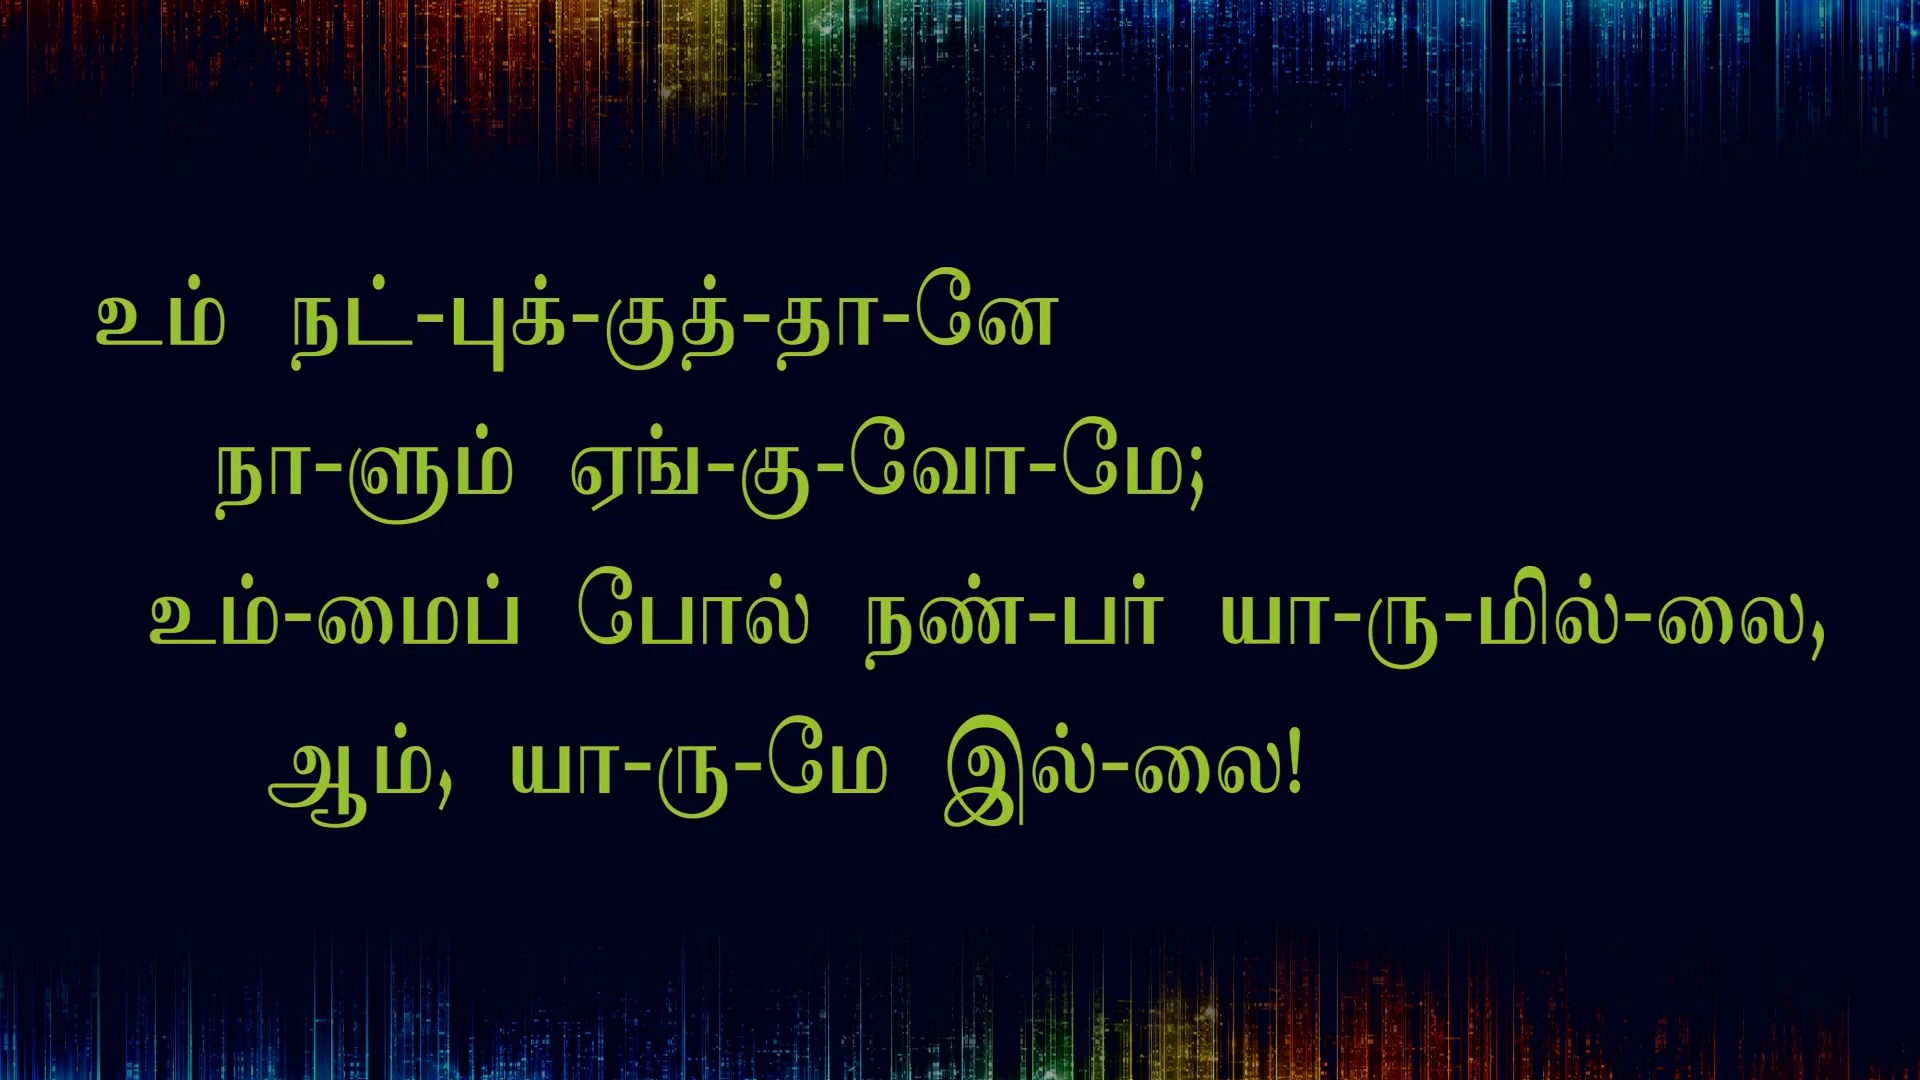 உம் நட்-புக்-குத்-தா-னே
நா-ளும் ஏங்-கு-வோ-மே;
உம்-மைப் போல் நண்-பர் யா-ரு-மில்-லை,
ஆம், யா-ரு-மே இல்-லை!